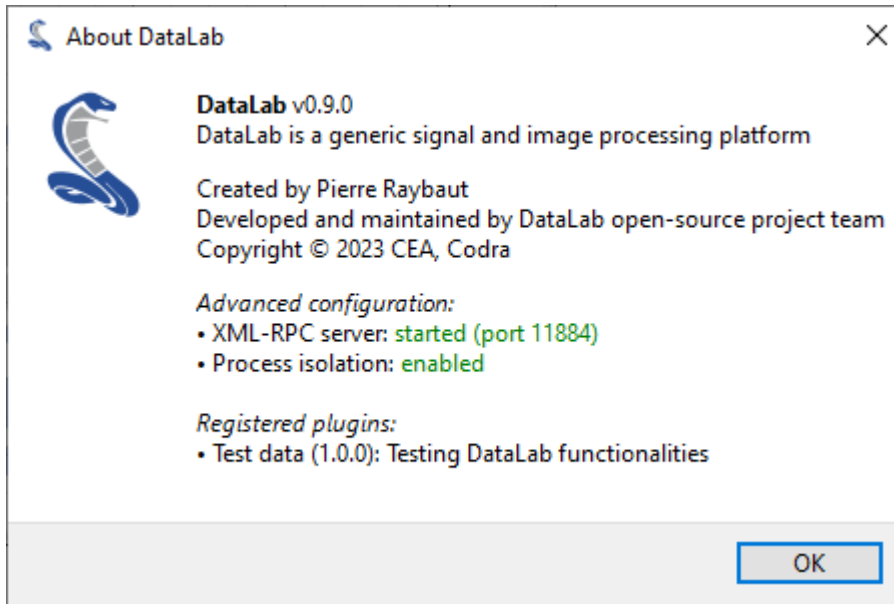 About DataLab
DataLab v0.9.0
DataLab is a generic signal and image processing platform
Created by Pierre Raybaut
Developed and maintained by DataLab open-source project team
Copyright © 2023 CEA, Codra
Advanced configuration:
• XML-RPC server: started (port 11884)
• Process isolation: enabled
Registered plugins:
• Test data (1.0.0): Testing DataLab functionalities
OK